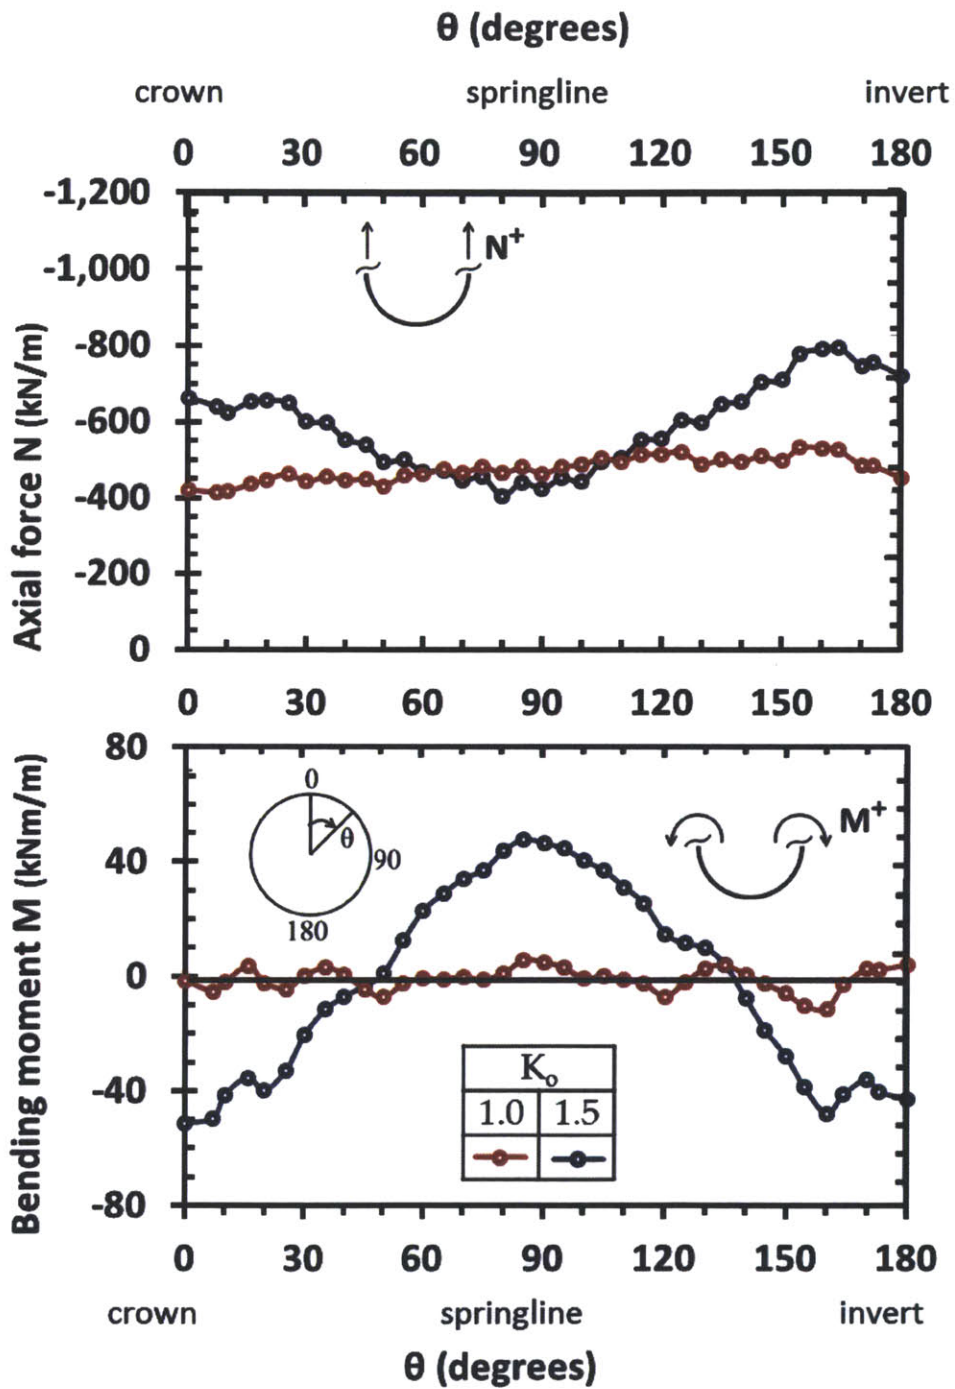 θ (degrees)
crown springline invert
0 30 60 90 120 150 180
-1,200
-1,000
-800
-600
-400
-200
0
Axial force N (kN/m)
N⁺
0 30 60 90 120 150 180
80
40
0
-40
-80
Bending moment M (kNm/m)
0
θ
90
180
M⁺
Kₒ
1.0 1.5
0 30 60 90 120 150 180
crown springline invert
θ (degrees)